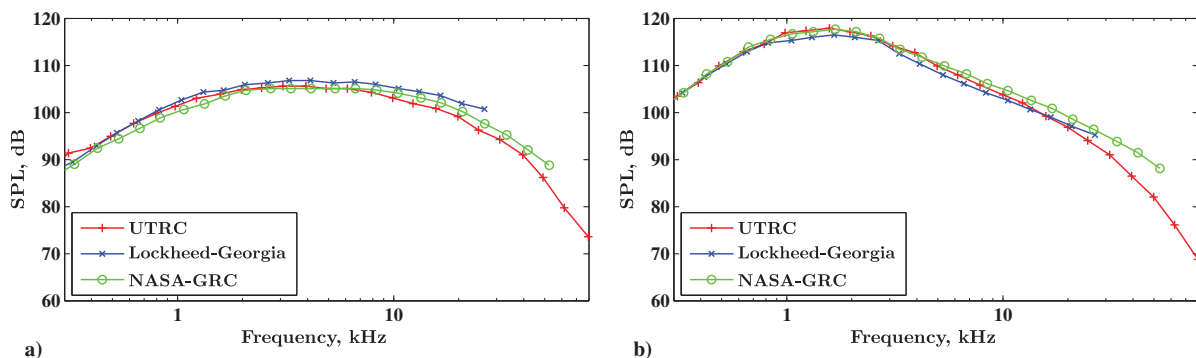 120
110
100
90
80
70
60
SPL, dB
UTRC
Lockheed-Georgia
NASA-GRC
1
10
Frequency, kHz
a)
120
110
100
90
80
70
60
SPL, dB
UTRC
Lockheed-Georgia
NASA-GRC
1
10
Frequency, kHz
b)